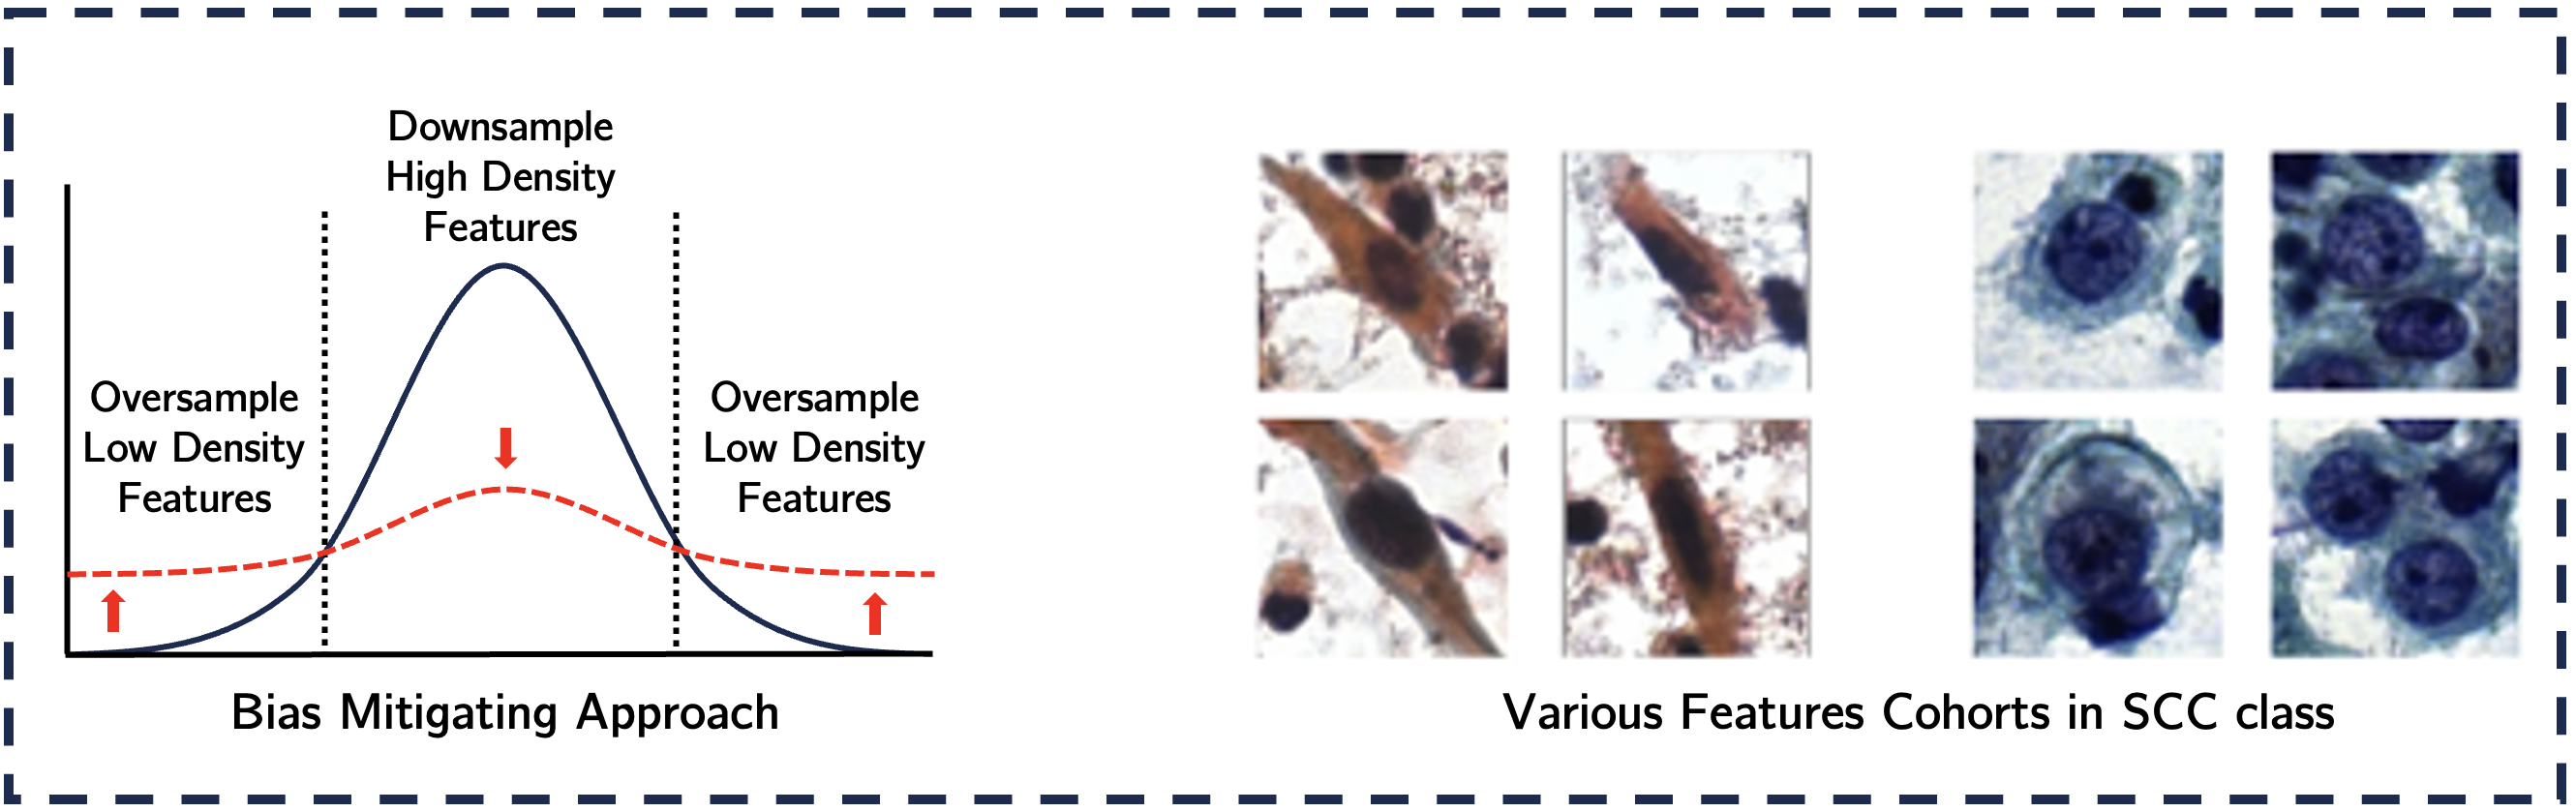 Downsample
High Density
Features
Oversample
Low Density
Features
Oversample
Low Density
Features
Bias Mitigating Approach
Various Features Cohorts in SCC class